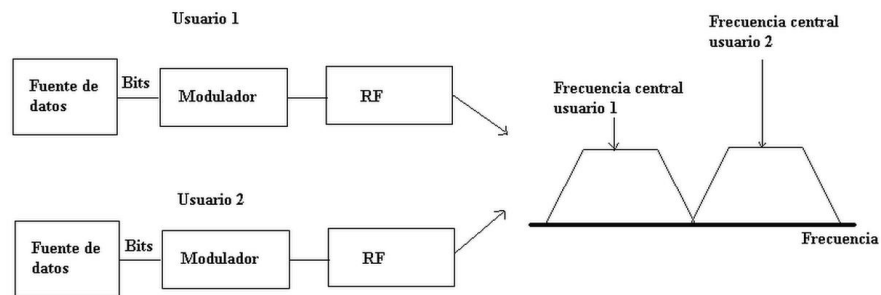 Usuario 1
Fuente de
datos
Bits
Modulador
RF
Usuario 2
Fuente de
datos
Bits
Modulador
RF
Frecuencia central
usuario 1
Frecuencia central
usuario 2
Frecuencia